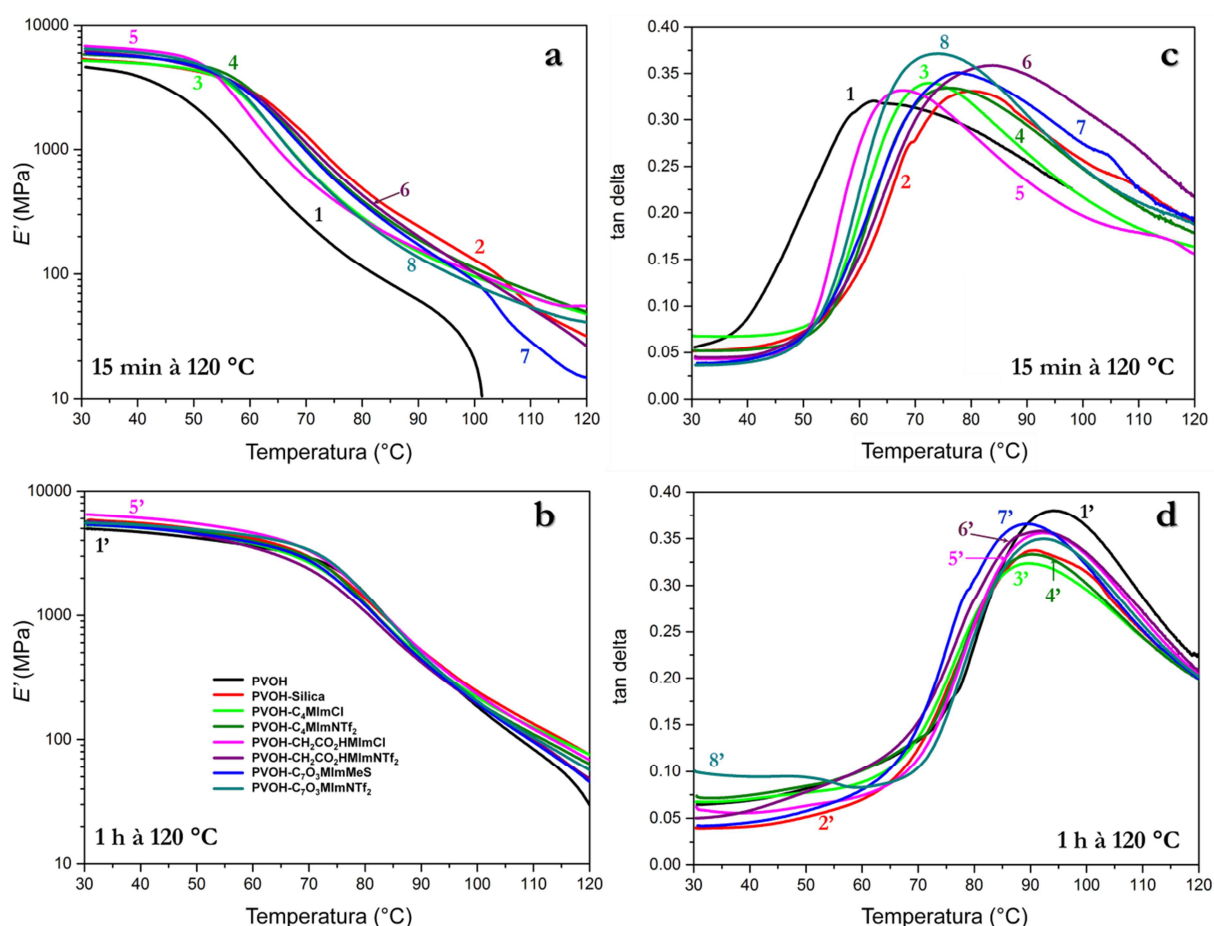 a
10000
1000
100
10
E' (MPa)
5
4
3
1
6
2
8
7
15 min à 120 °C
30 40 50 60 70 80 90 100 110 120
Temperatura (°C)
c
0.40
0.35
0.30
0.25
0.20
0.15
0.10
0.05
0.00
tan delta
8
6
3
1
7
4
2
5
15 min à 120 °C
30 40 50 60 70 80 90 100 110 120
Temperatura (°C)
b
10000
1000
100
10
E' (MPa)
5'
1'
PVOH
PVOH-Silica
PVOH-C₄MImCl
PVOH-C₄MImNTf₂
PVOH-CH₂CO₂HMImCl
PVOH-CH₂CO₂HMImNTf₂
PVOH-C₇O₃MImMeS
PVOH-C₇O₃MImNTf₂
1 h à 120 °C
30 40 50 60 70 80 90 100 110 120
Temperatura (°C)
d
0.40
0.35
0.30
0.25
0.20
0.15
0.10
0.05
0.00
tan delta
7'
1'
6'
5'
3'
4'
8'
2'
1 h à 120 °C
30 40 50 60 70 80 90 100 110 120
Temperatura (°C)